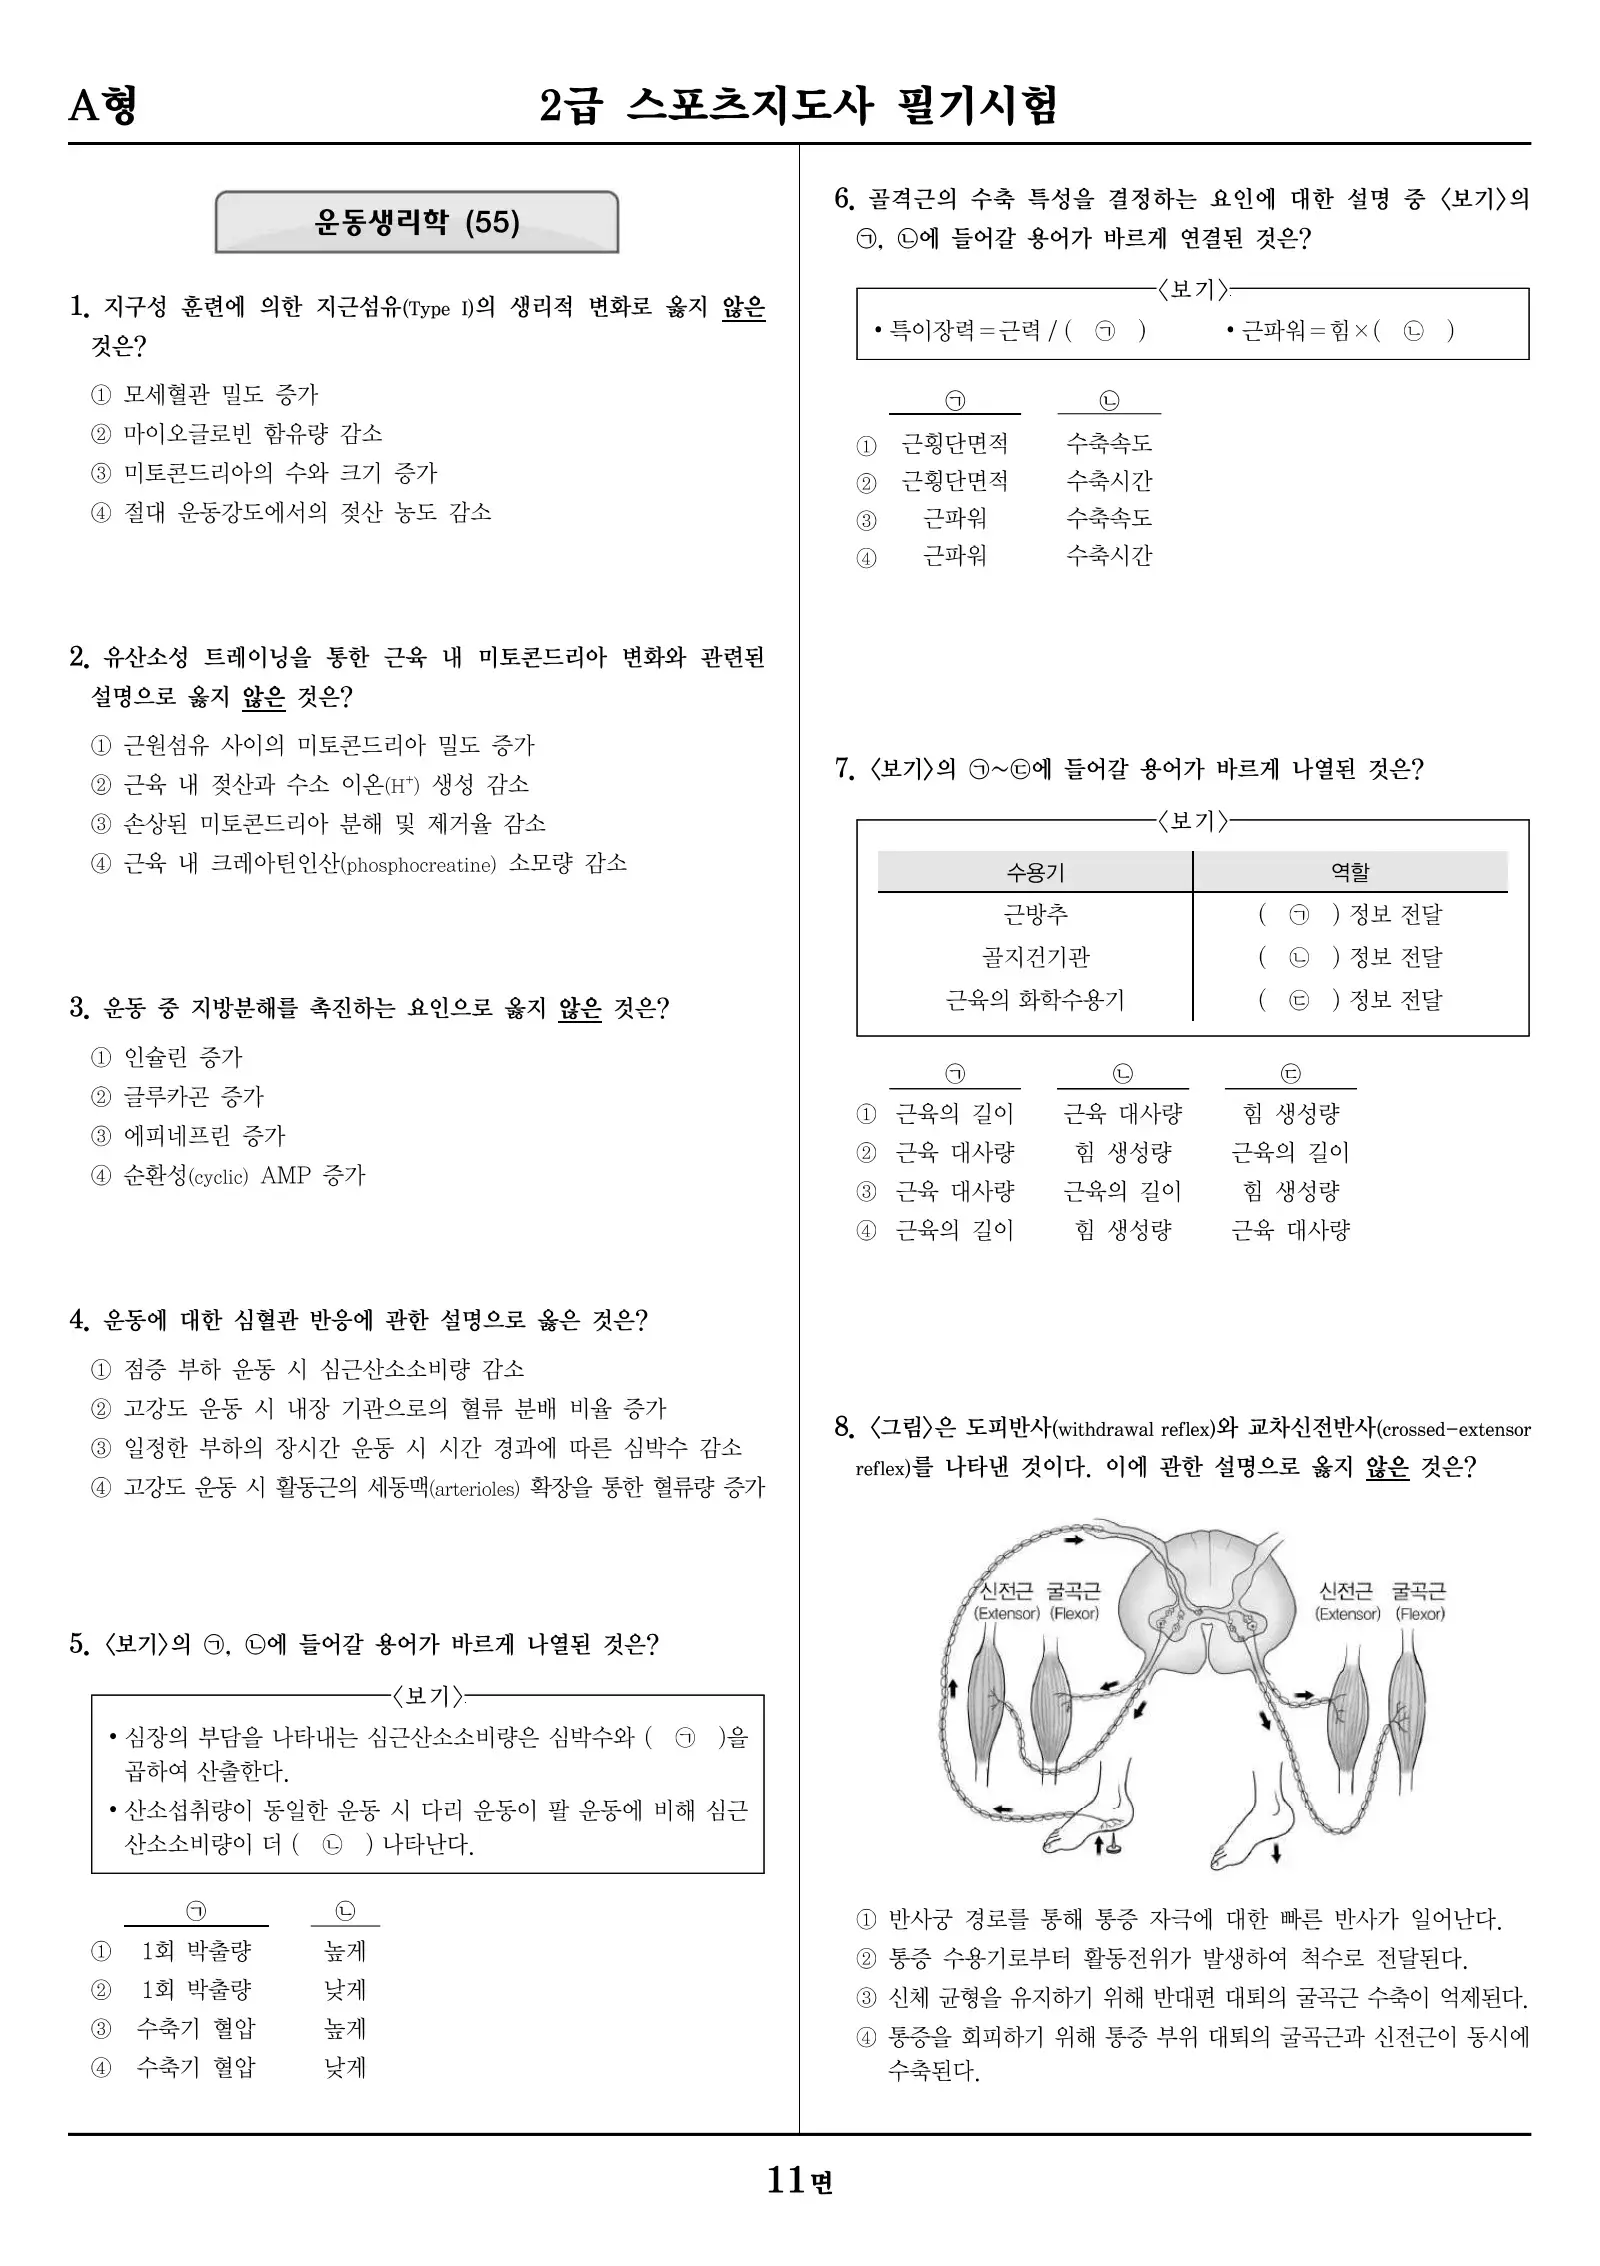 A형
2급 스포츠지도사 필기시험
운동생리학 (55)
1. 지구성 훈련에 의한 지근섬유(Type I)의 생리적 변화로 옳지 않은
것은?
① 모세혈관 밀도 증가
② 마이오글로빈 함유량 감소
③ 미토콘드리아의 수와 크기 증가
④ 절대 운동강도에서의 젖산 농도 감소
2. 유산소성 트레이닝을 통한 근육 내 미토콘드리아 변화와 관련된
설명으로 옳지 않은 것은?
① 근원섬유 사이의 미토콘드리아 밀도 증가
② 근육 내 젖산과 수소 이온(H⁺) 생성 감소
③ 손상된 미토콘드리아 분해 및 제거율 감소
④ 근육 내 크레아틴인산(phosphocreatine) 소모량 감소
3. 운동 중 지방분해를 촉진하는 요인으로 옳지 않은 것은?
① 인슐린 증가
② 글루카곤 증가
③ 에피네프린 증가
④ 순환성(cyclic) AMP 증가
4. 운동에 대한 심혈관 반응에 관한 설명으로 옳은 것은?
① 점증 부하 운동 시 심근산소소비량 감소
② 고강도 운동 시 내장 기관으로의 혈류 분배 비율 증가
③ 일정한 부하의 장시간 운동 시 시간 경과에 따른 심박수 감소
④ 고강도 운동 시 활동근의 세동맥(arterioles) 확장을 통한 혈류량 증가
5. 〈보기〉의 ㉠, ㉡에 들어갈 용어가 바르게 나열된 것은?
〈보기〉
• 심장의 부담을 나타내는 심근산소소비량은 심박수와 ( ㉠ )을
곱하여 산출한다.
• 산소섭취량이 동일한 운동 시 다리 운동이 팔 운동에 비해 심근
산소소비량이 더 ( ㉡ ) 나타난다.
㉠ ㉡
① 1회 박출량 높게
② 1회 박출량 낮게
③ 수축기 혈압 높게
④ 수축기 혈압 낮게
6. 골격근의 수축 특성을 결정하는 요인에 대한 설명 중 〈보기〉의
㉠, ㉡에 들어갈 용어가 바르게 연결된 것은?
〈보기〉
• 특이장력=근력 / ( ㉠ ) • 근파워=힘×( ㉡ )
㉠ ㉡
① 근횡단면적 수축속도
② 근횡단면적 수축시간
③ 근파워 수축속도
④ 근파워 수축시간
7. 〈보기〉의 ㉠~㉢에 들어갈 용어가 바르게 나열된 것은?
〈보기〉
수용기 역할
근방추 ( ㉠ ) 정보 전달
골지건기관 ( ㉡ ) 정보 전달
근육의 화학수용기 ( ㉢ ) 정보 전달
㉠ ㉡ ㉢
① 근육의 길이 근육 대사량 힘 생성량
② 근육 대사량 힘 생성량 근육의 길이
③ 근육 대사량 근육의 길이 힘 생성량
④ 근육의 길이 힘 생성량 근육 대사량
8. 〈그림〉은 도피반사(withdrawal reflex)와 교차신전반사(crossed-extensor
reflex)를 나타낸 것이다. 이에 관한 설명으로 옳지 않은 것은?
신전근 굴곡근 신전근 굴곡근
(Extensor) (Flexor) (Extensor) (Flexor)
① 반사궁 경로를 통해 통증 자극에 대한 빠른 반사가 일어난다.
② 통증 수용기로부터 활동전위가 발생하여 척수로 전달된다.
③ 신체 균형을 유지하기 위해 반대편 대퇴의 굴곡근 수축이 억제된다.
④ 통증을 회피하기 위해 통증 부위 대퇴의 굴곡근과 신전근이 동시에
수축된다.
11면